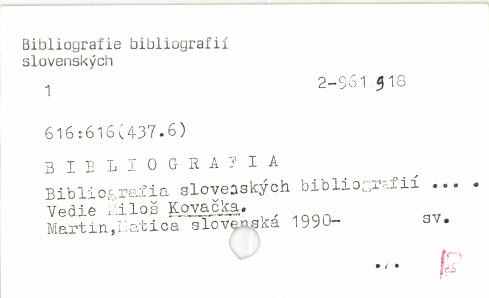 Bibliografie bibliografií
slovenských
1
2-961.918
616:616(437.6)
B I B L I O G R A F I A
Bibliografia slovenských bibliografií ... .
Vedie Miloš Kovačka.
Martin,Matica slovenská 1990-
sv.
./.